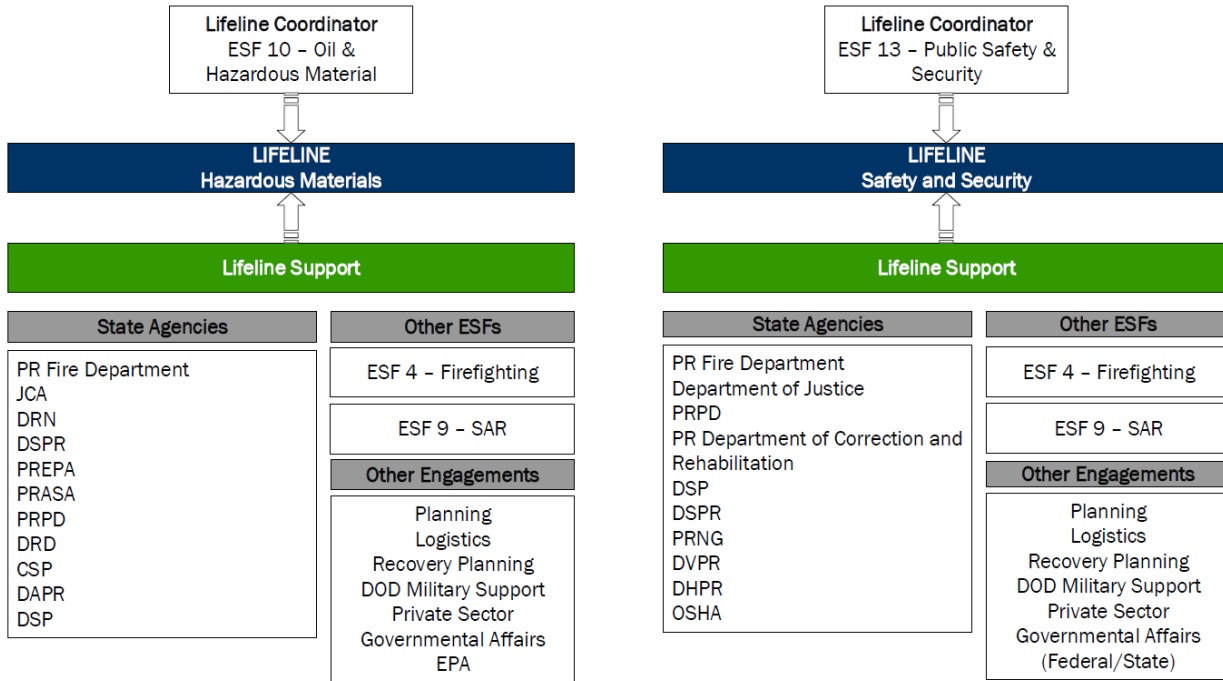 Lifeline Coordinator
ESF 10 – Oil &
Hazardous Material
LIFELINE
Hazardous Materials
Lifeline Support
State Agencies
PR Fire Department
JCA
DRN
DSPR
PREPA
PRASA
PRPD
DRD
CSP
DAPR
DSP
Other ESFs
ESF 4 – Firefighting
ESF 9 – SAR
Other Engagements
Planning
Logistics
Recovery Planning
DOD Military Support
Private Sector
Governmental Affairs
EPA
Lifeline Coordinator
ESF 13 – Public Safety &
Security
LIFELINE
Safety and Security
Lifeline Support
State Agencies
PR Fire Department
Department of Justice
PRPD
PR Department of Correction and
Rehabilitation
DSP
DSPR
PRNG
DVPR
DHPR
OSHA
Other ESFs
ESF 4 – Firefighting
ESF 9 – SAR
Other Engagements
Planning
Logistics
Recovery Planning
DOD Military Support
Private Sector
Governmental Affairs
(Federal/State)